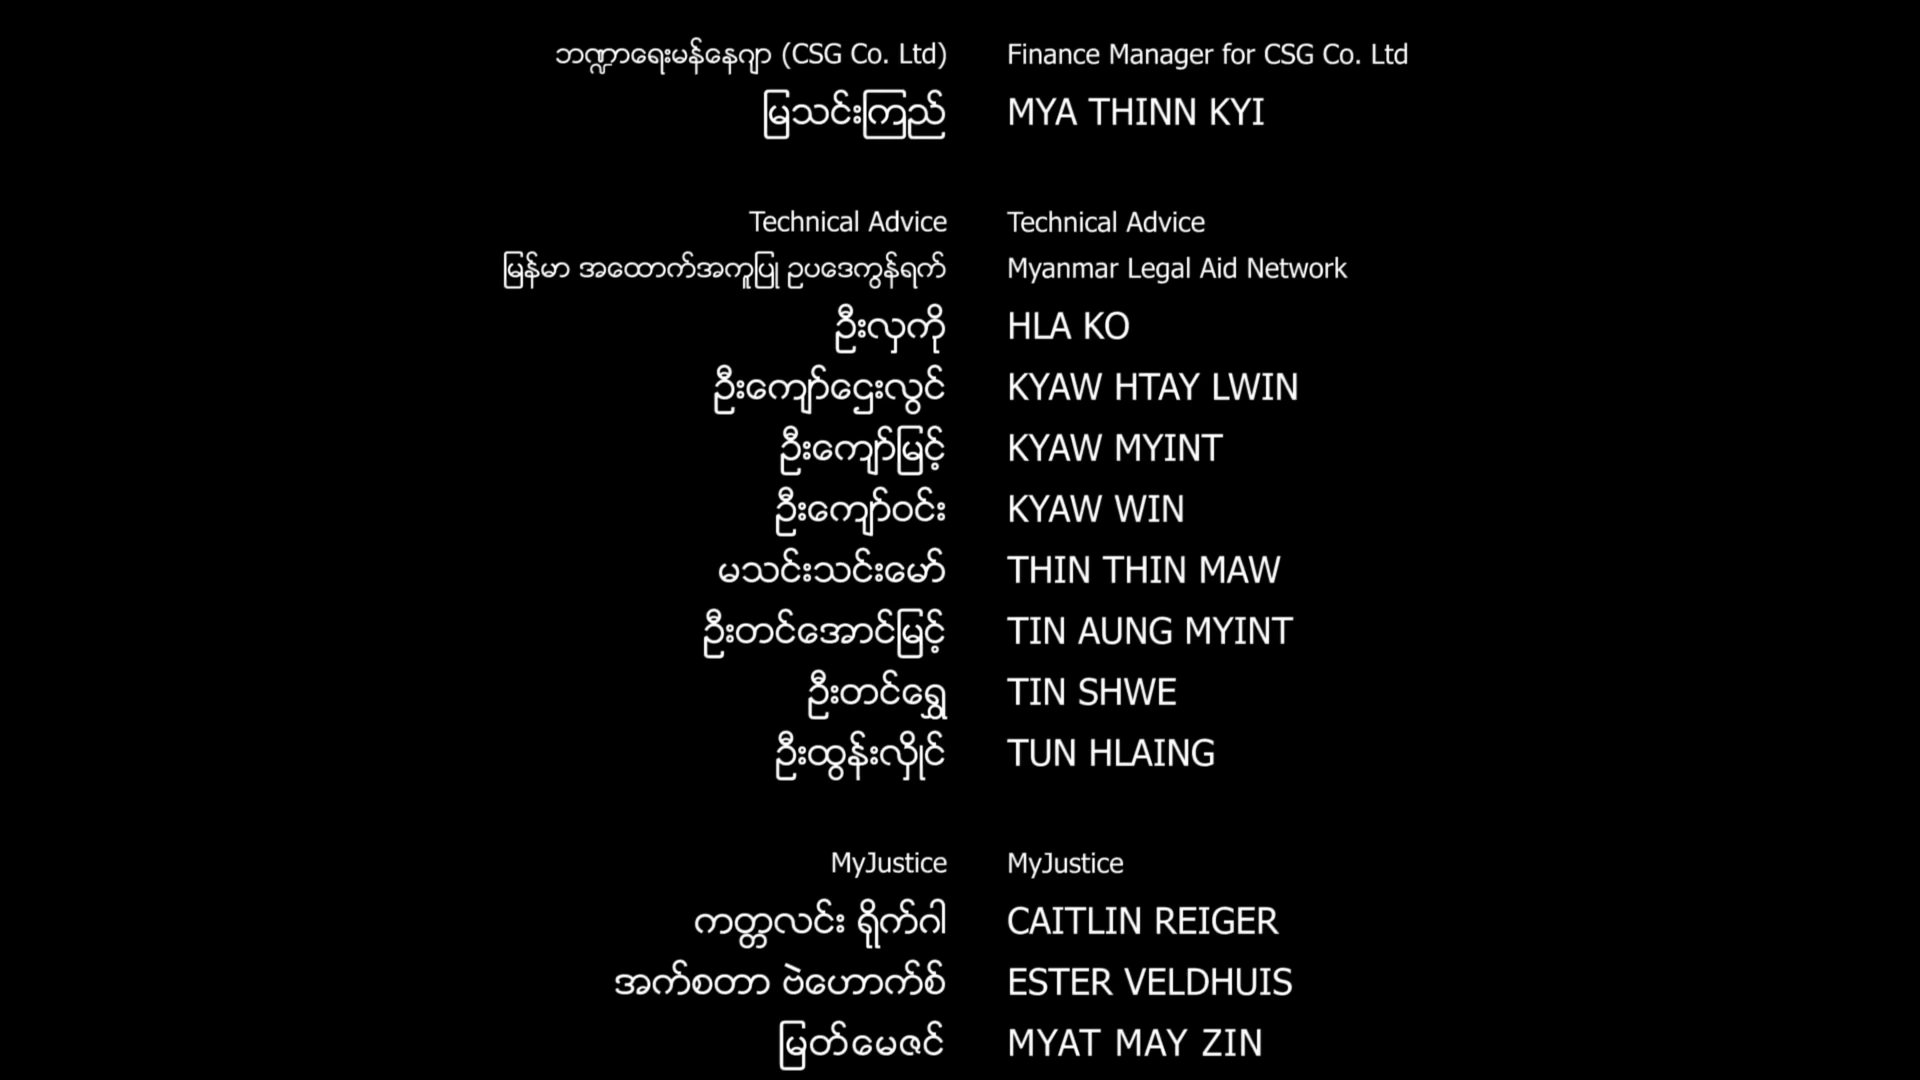 ဘဏ္ဍာရေးမန်နေဂျာ (CSG Co. Ltd) Finance Manager for CSG Co. Ltd
မြသင်းကြည် MYA THINN KYI
Technical Advice Technical Advice
မြန်မာ အထောက်အကူပြု ဥပဒေကွန်ရက် Myanmar Legal Aid Network
ဦးလှကို HLA KO
ဦးကျော်ဌေးလွင် KYAW HTAY LWIN
ဦးကျော်မြင့် KYAW MYINT
ဦးကျော်ဝင်း KYAW WIN
မသင်းသင်းမော် THIN THIN MAW
ဦးတင်အောင်မြင့် TIN AUNG MYINT
ဦးတင်ရွှေ TIN SHWE
ဦးထွန်းလှိုင် TUN HLAING
MyJustice MyJustice
ကတ္တလင်း ရိုက်ဂါ CAITLIN REIGER
အက်စတာ ဗဲဟောက်စ် ESTER VELDHUIS
မြတ်မေဇင် MYAT MAY ZIN